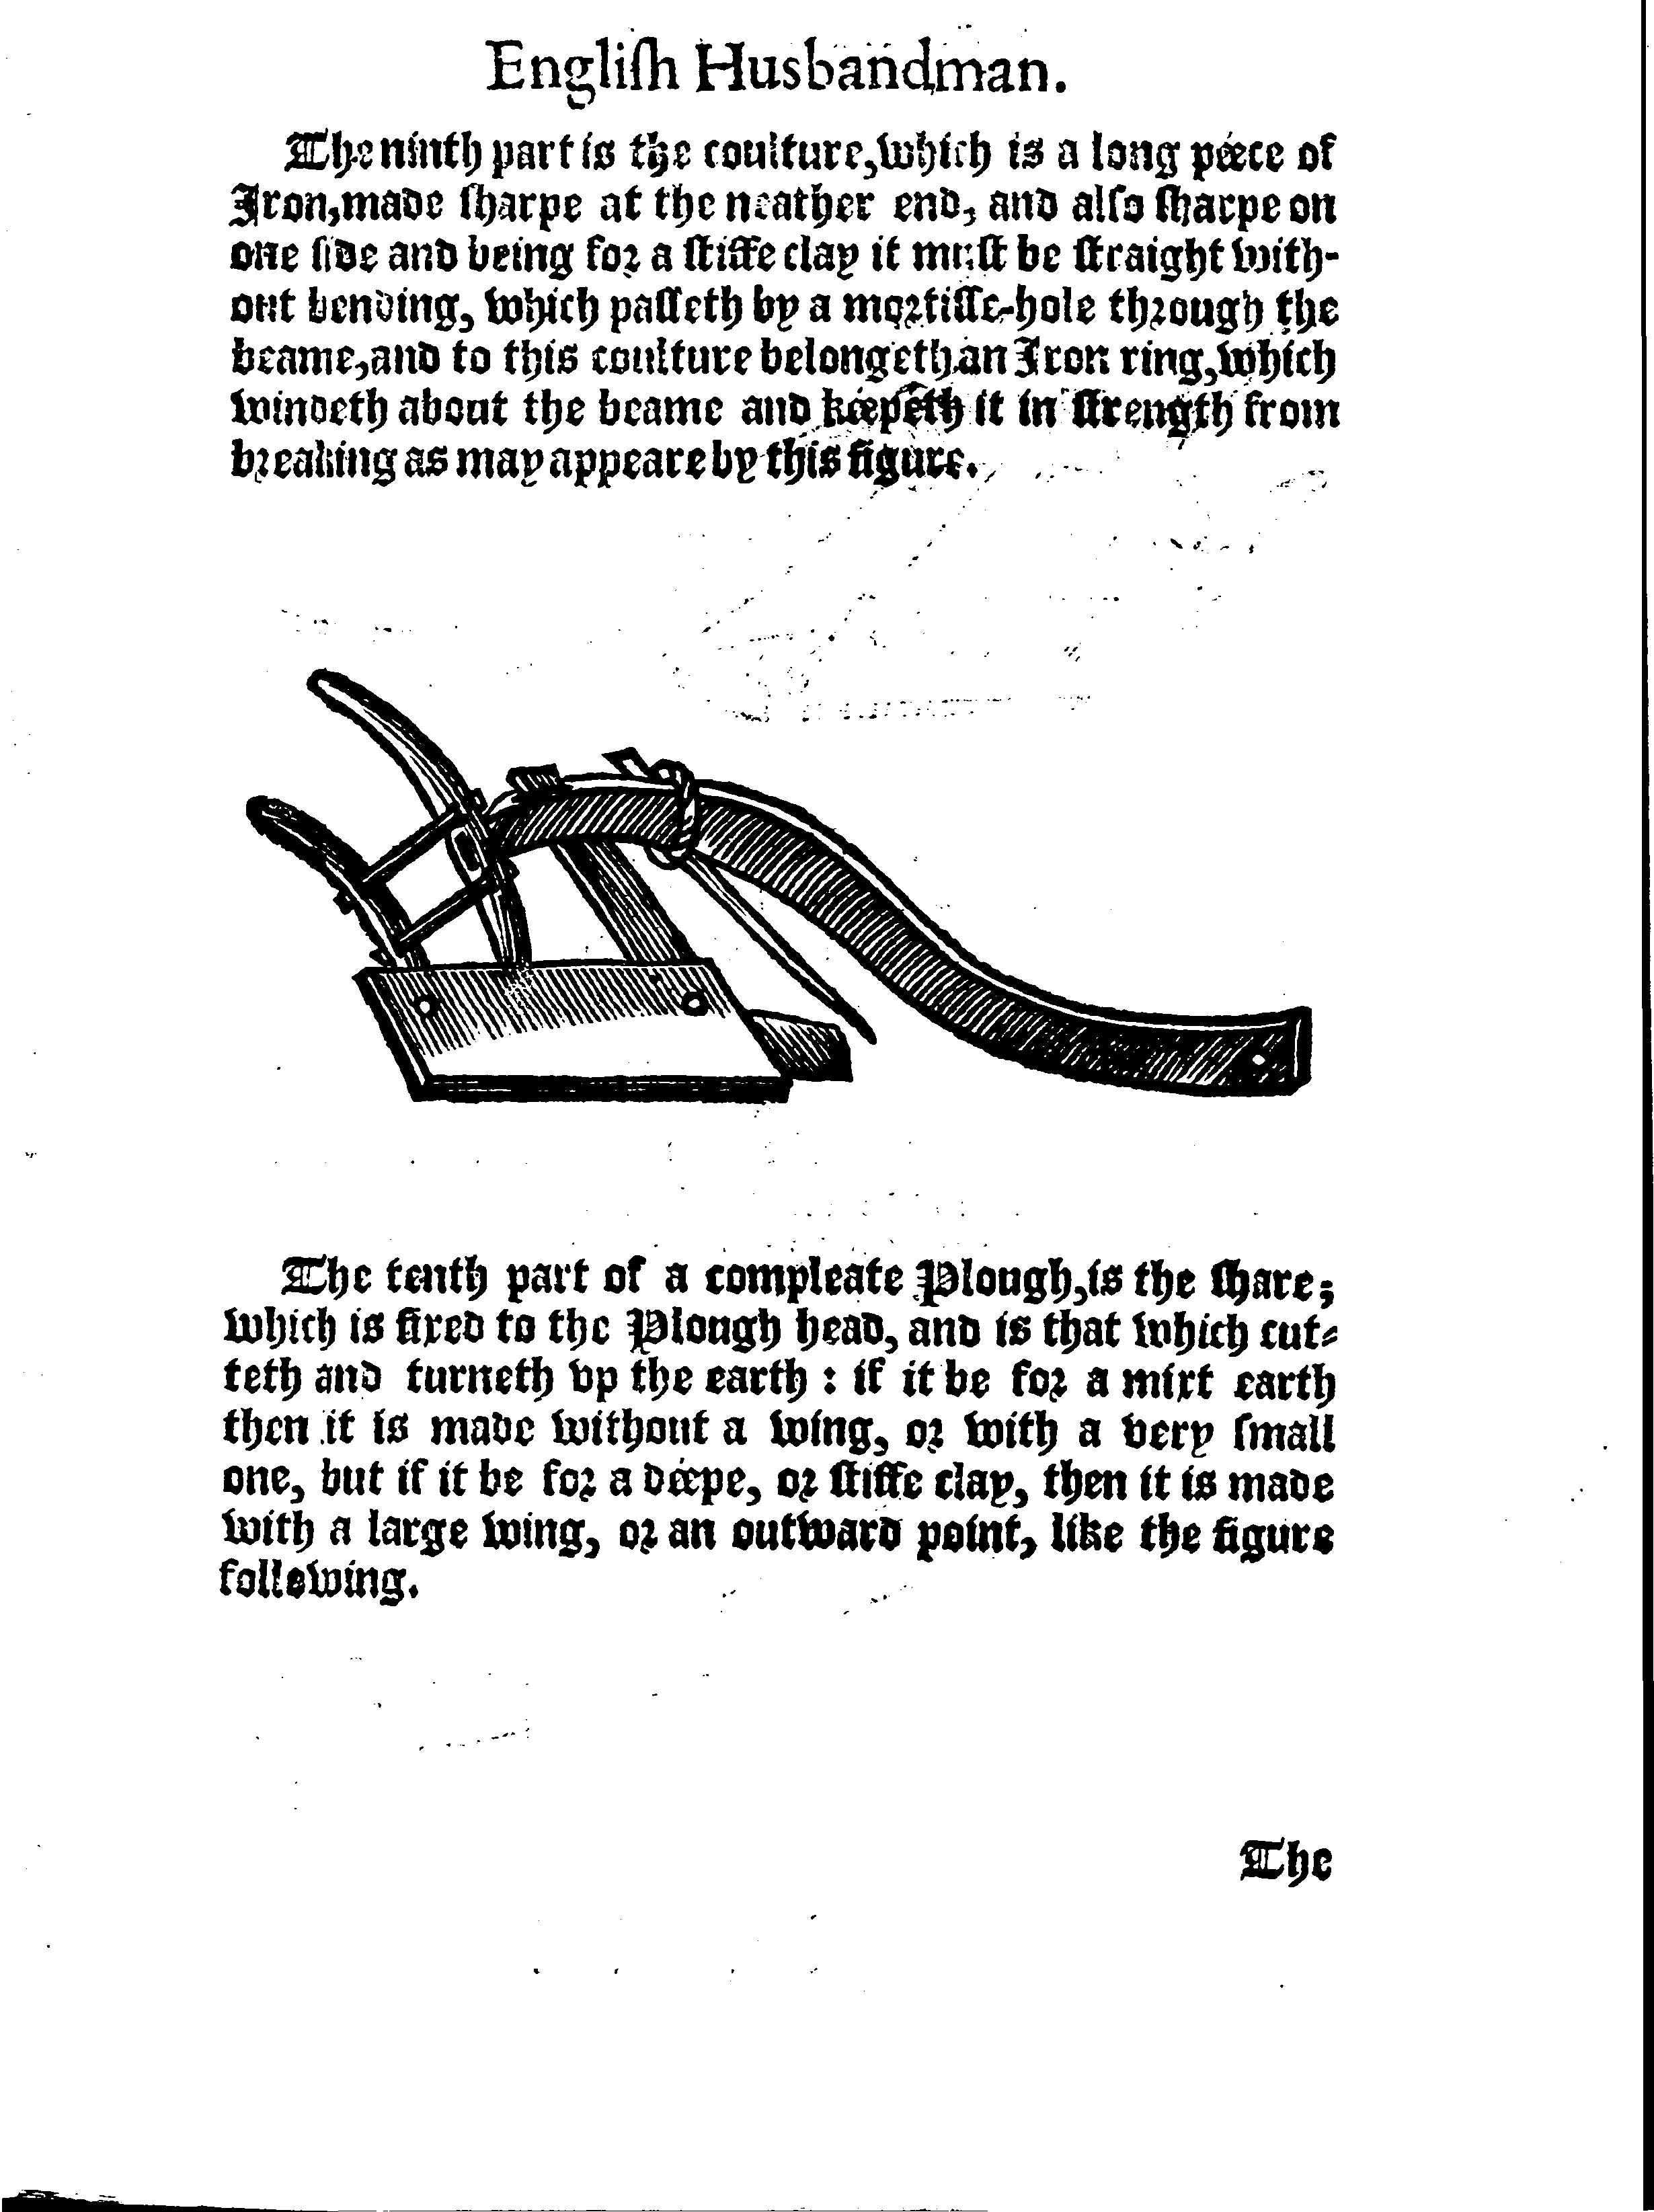 Engliſh Husbandman.
The ninth part is the coulture, which is a long péece of
Iron, made ſharpe at the neather end, and alſo ſharpe on
one ſide and being for a ſtiffe clay it muſt be ſtraight with-
out bending, which paſſeth by a mortiſſe-hole through the
beame, and to this coulture belongeth an Iron ring, which
windeth about the beame and kéepeth it in ſtrength from
breaking as may appeare by this figure.
The tenth part of a compleate Plough, is the ſhare;
which is fixed to the Plough head, and is that which cut-
teth and turneth vp the earth : if it be for a mixt earth
then it is made without a wing, or with a very ſmall
one, but if it be for a déepe, or ſtiffe clay, then it is made
with a large wing, or an outward point, like the figure
following.
The